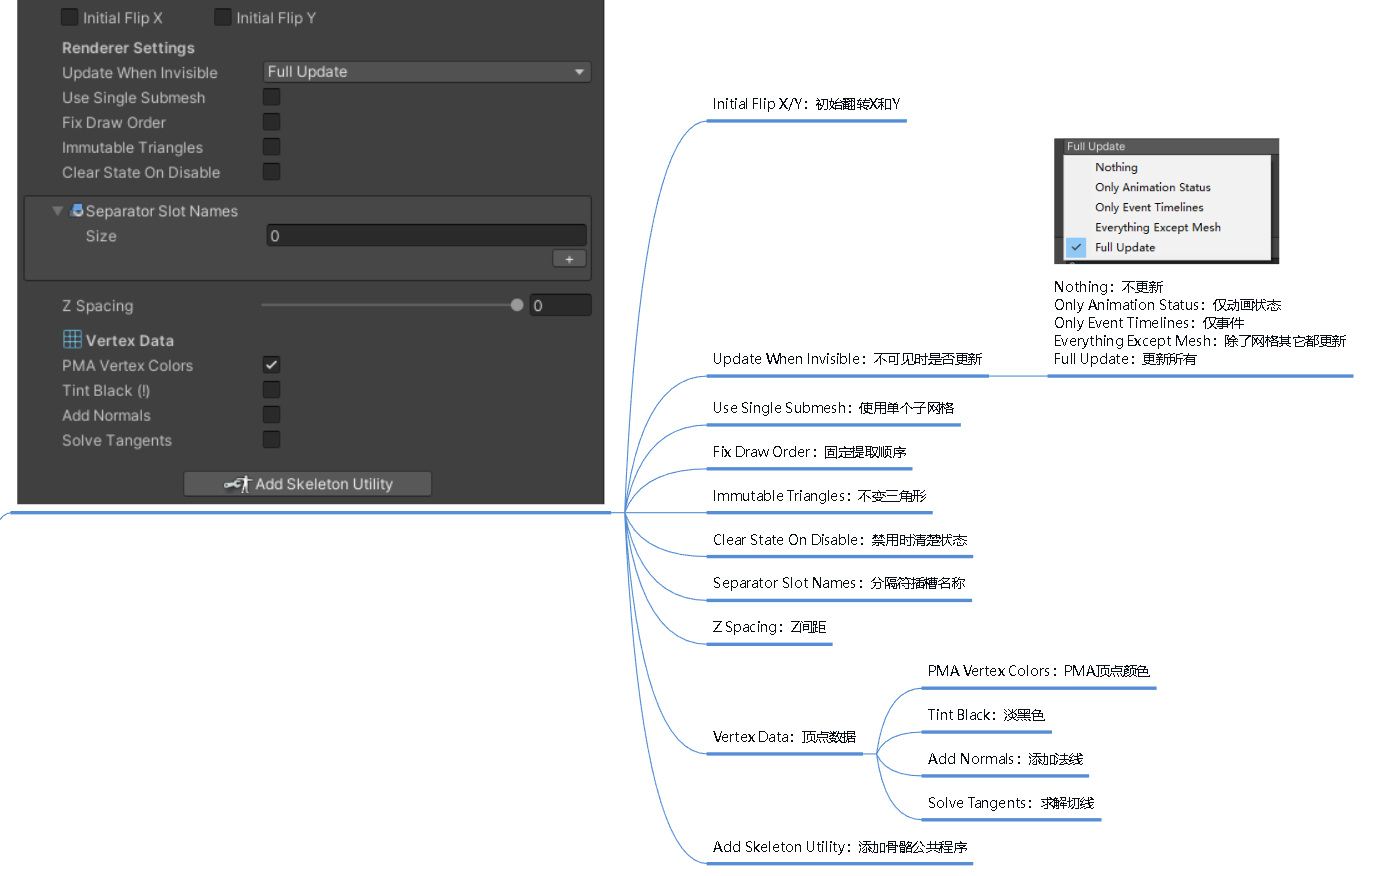 Initial Flip X Initial Flip Y
Renderer Settings
Update When Invisible Full Update
Use Single Submesh
Fix Draw Order
Immutable Triangles
Clear State On Disable
Separator Slot Names
Size 0
+
Z Spacing 0
Vertex Data
PMA Vertex Colors
Tint Black (!)
Add Normals
Solve Tangents
Add Skeleton Utility
Initial Flip X/Y：初始翻转X和Y
Full Update
Nothing
Only Animation Status
Only Event Timelines
Everything Except Mesh
Full Update
Nothing：不更新
Only Animation Status：仅动画状态
Only Event Timelines：仅事件
Everything Except Mesh：除了网格其它都更新
Full Update：更新所有
Update When Invisible：不可见时是否更新
Use Single Submesh：使用单个子网格
Fix Draw Order：固定提取顺序
Immutable Triangles：不变三角形
Clear State On Disable：禁用时清楚状态
Separator Slot Names：分隔符插槽名称
Z Spacing：Z间距
Vertex Data：顶点数据
PMA Vertex Colors：PMA顶点颜色
Tint Black：淡黑色
Add Normals：添加法线
Solve Tangents：求解切线
Add Skeleton Utility：添加骨骼公共程序